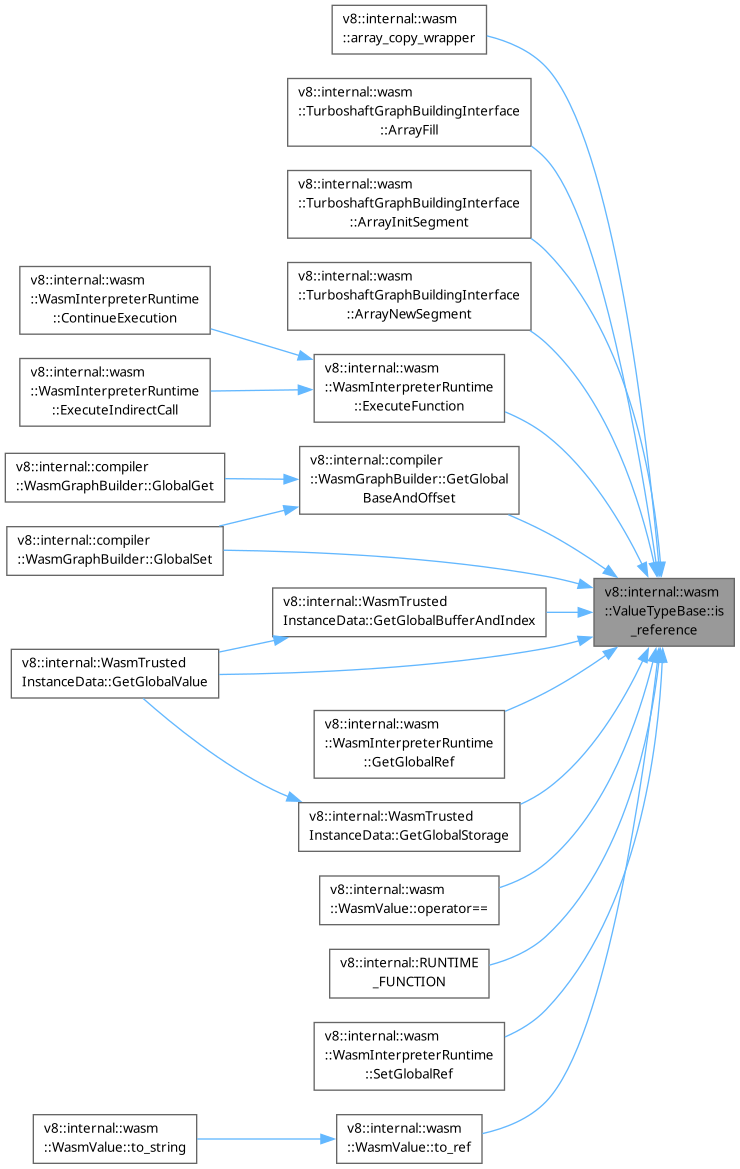 v8::internal::wasm
::array_copy_wrapper
v8::internal::wasm
::TurboshaftGraphBuildingInterface
::ArrayFill
v8::internal::wasm
::TurboshaftGraphBuildingInterface
::ArrayInitSegment
v8::internal::wasm
::TurboshaftGraphBuildingInterface
::ArrayNewSegment
v8::internal::wasm
::WasmInterpreterRuntime
::ContinueExecution
v8::internal::wasm
::WasmInterpreterRuntime
::ExecuteIndirectCall
v8::internal::wasm
::WasmInterpreterRuntime
::ExecuteFunction
v8::internal::compiler
::WasmGraphBuilder::GlobalGet
v8::internal::compiler
::WasmGraphBuilder::GetGlobal
BaseAndOffset
v8::internal::compiler
::WasmGraphBuilder::GlobalSet
v8::internal::wasm
::ValueTypeBase::is
_reference
v8::internal::WasmTrusted
InstanceData::GetGlobalBufferAndIndex
v8::internal::WasmTrusted
InstanceData::GetGlobalValue
v8::internal::wasm
::WasmInterpreterRuntime
::GetGlobalRef
v8::internal::WasmTrusted
InstanceData::GetGlobalStorage
v8::internal::wasm
::WasmValue::operator==
v8::internal::RUNTIME
_FUNCTION
v8::internal::wasm
::WasmInterpreterRuntime
::SetGlobalRef
v8::internal::wasm
::WasmValue::to_string
v8::internal::wasm
::WasmValue::to_ref